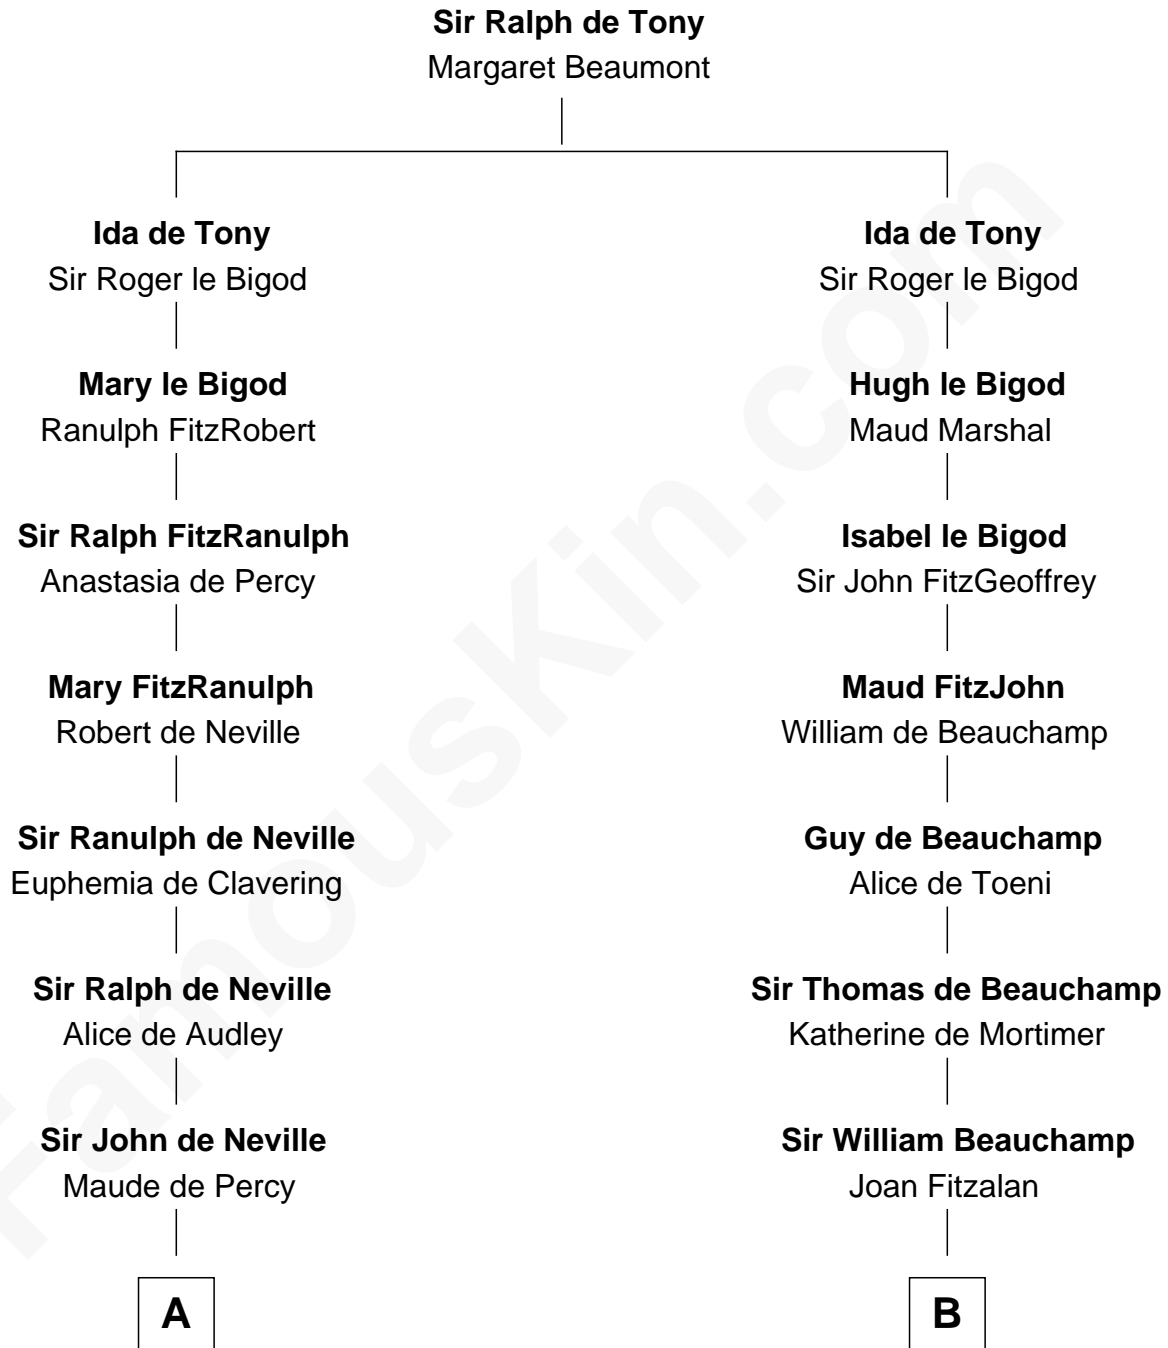 Sir Ralph de Tony
Margaret Beaumont
Ida de Tony
Sir Roger le Bigod
Mary le Bigod
Ranulph FitzRobert
Sir Ralph FitzRanulph
Anastasia de Percy
Mary FitzRanulph
Robert de Neville
Sir Ranulph de Neville
Euphemia de Clavering
Sir Ralph de Neville
Alice de Audley
Sir John de Neville
Maude de Percy
A
Ida de Tony
Sir Roger le Bigod
Hugh le Bigod
Maud Marshal
Isabel le Bigod
Sir John FitzGeoffrey
Maud FitzJohn
William de Beauchamp
Guy de Beauchamp
Alice de Toeni
Sir Thomas de Beauchamp
Katherine de Mortimer
Sir William Beauchamp
Joan Fitzalan
B
FamousKin.com